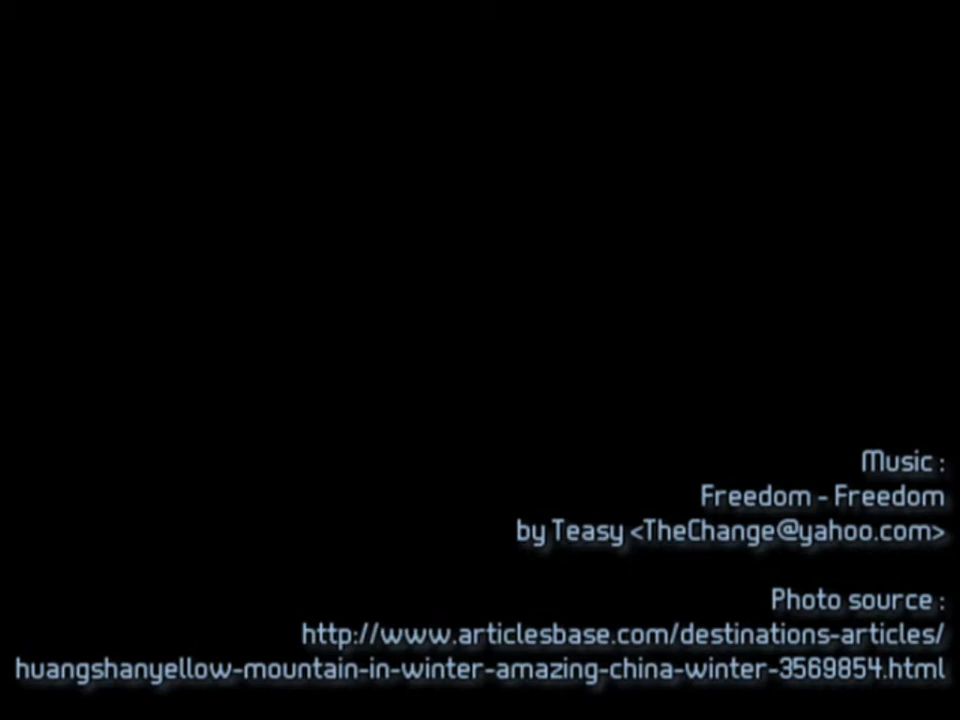 Music :
Freedom - Freedom
by Teasy <TheChange@yahoo.com>
Photo source :
http://www.articlesbase.com/destinations-articles/
huangshanyellow-mountain-in-winter-amazing-china-winter-3569854.html